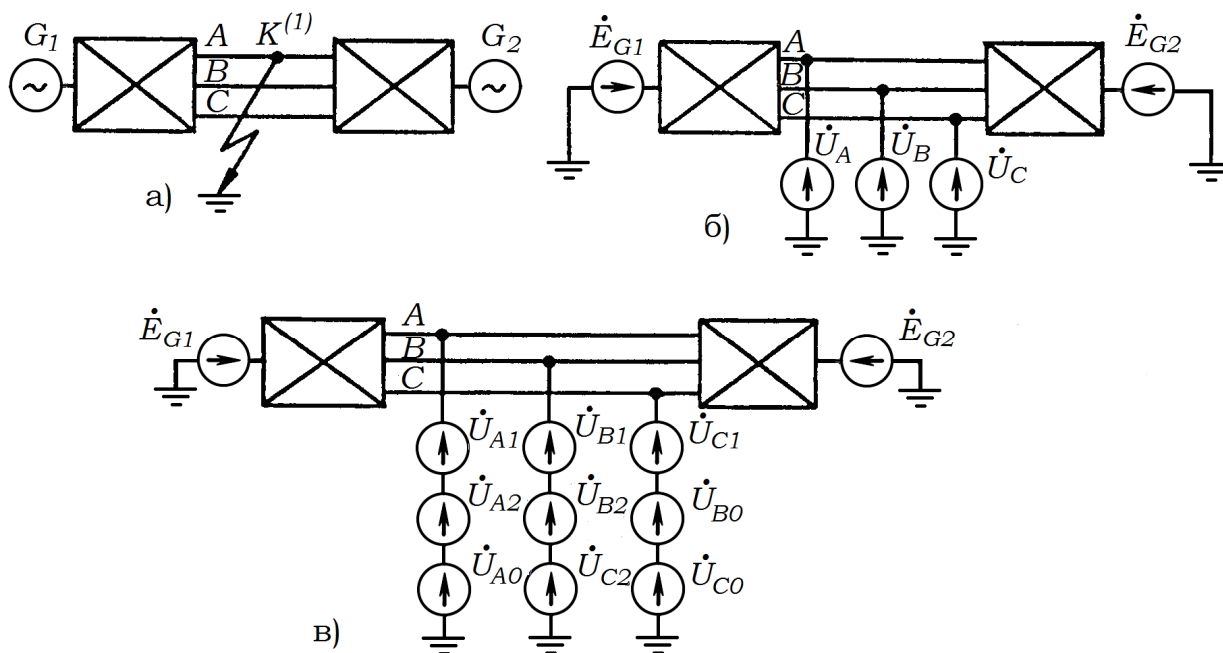 G1 A K(1) G2
B
C
а)
ĖG1 A ĖG2
B
C
U̇A U̇B U̇C
б)
ĖG1 A ĖG2
B
C
U̇A1 U̇B1 U̇C1
U̇A2 U̇B2 U̇B0
U̇A0 U̇C2 U̇C0
в)